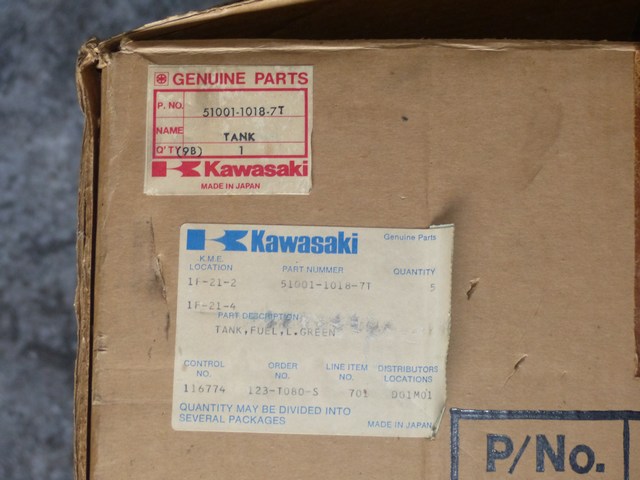 GENUINE PARTS
P. NO. 51001-1018-7T
NAME TANK
Q'TY(9B) 1
Kawasaki
MADE IN JAPAN
Kawasaki Genuine Parts
K.M.E. LOCATION PART NUMBER QUANTITY
1F-21-2 51001-1018-7T 5
1F-21-4
PART DESCRIPTION
TANK,FUEL,L.GREEN
CONTROL NO. ORDER NO. LINE ITEM NO. DISTRIBUTORS LOCATIONS
116774 123-T080-S 701 D01M01
QUANTITY MAY BE DIVIDED INTO
SEVERAL PACKAGES MADE IN JAPAN
P/No.